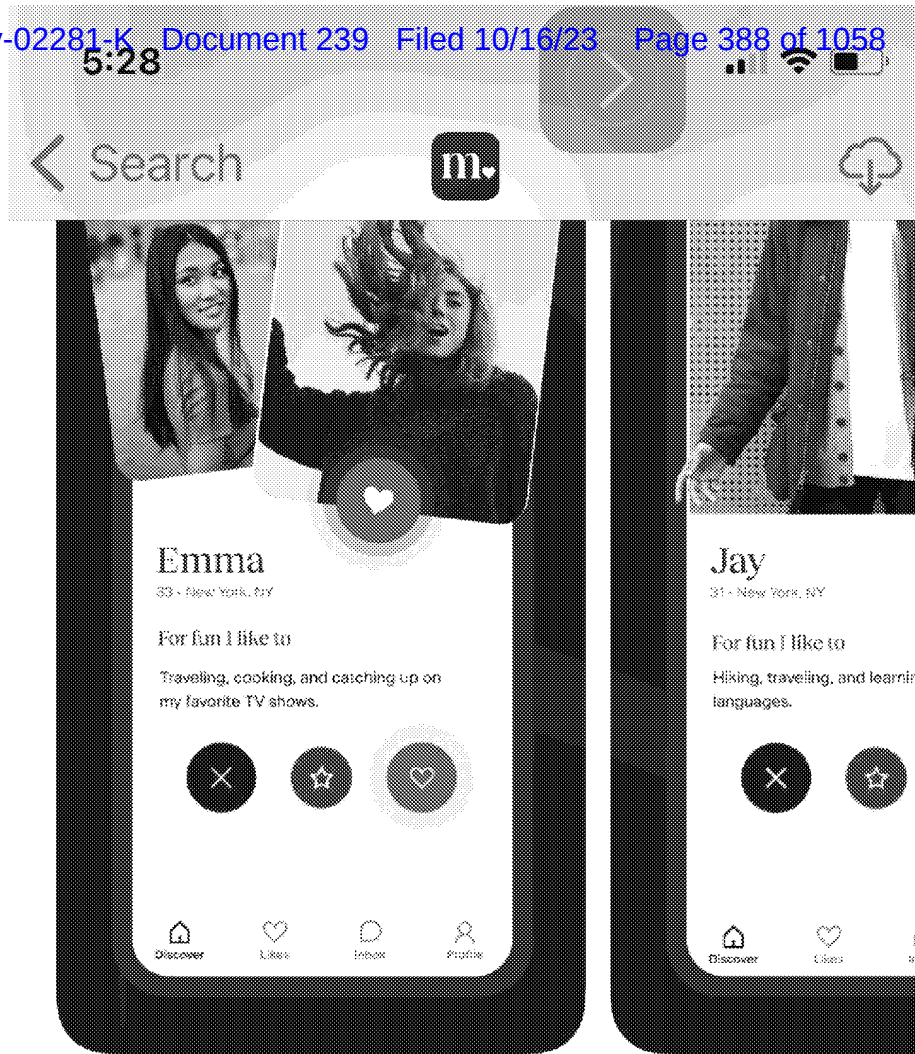 -02281-K Document 239 Filed 10/16/23 Page 388 of 1058
5:28
Search
m
Emma
33 - New York, NY
For fun I like to
Traveling, cooking, and catching up on
my favorite TV shows.
Discover Likes Inbox Profile
Jay
31 - New York, NY
For fun I like to
Hiking, traveling, and
languages.
Discover Likes